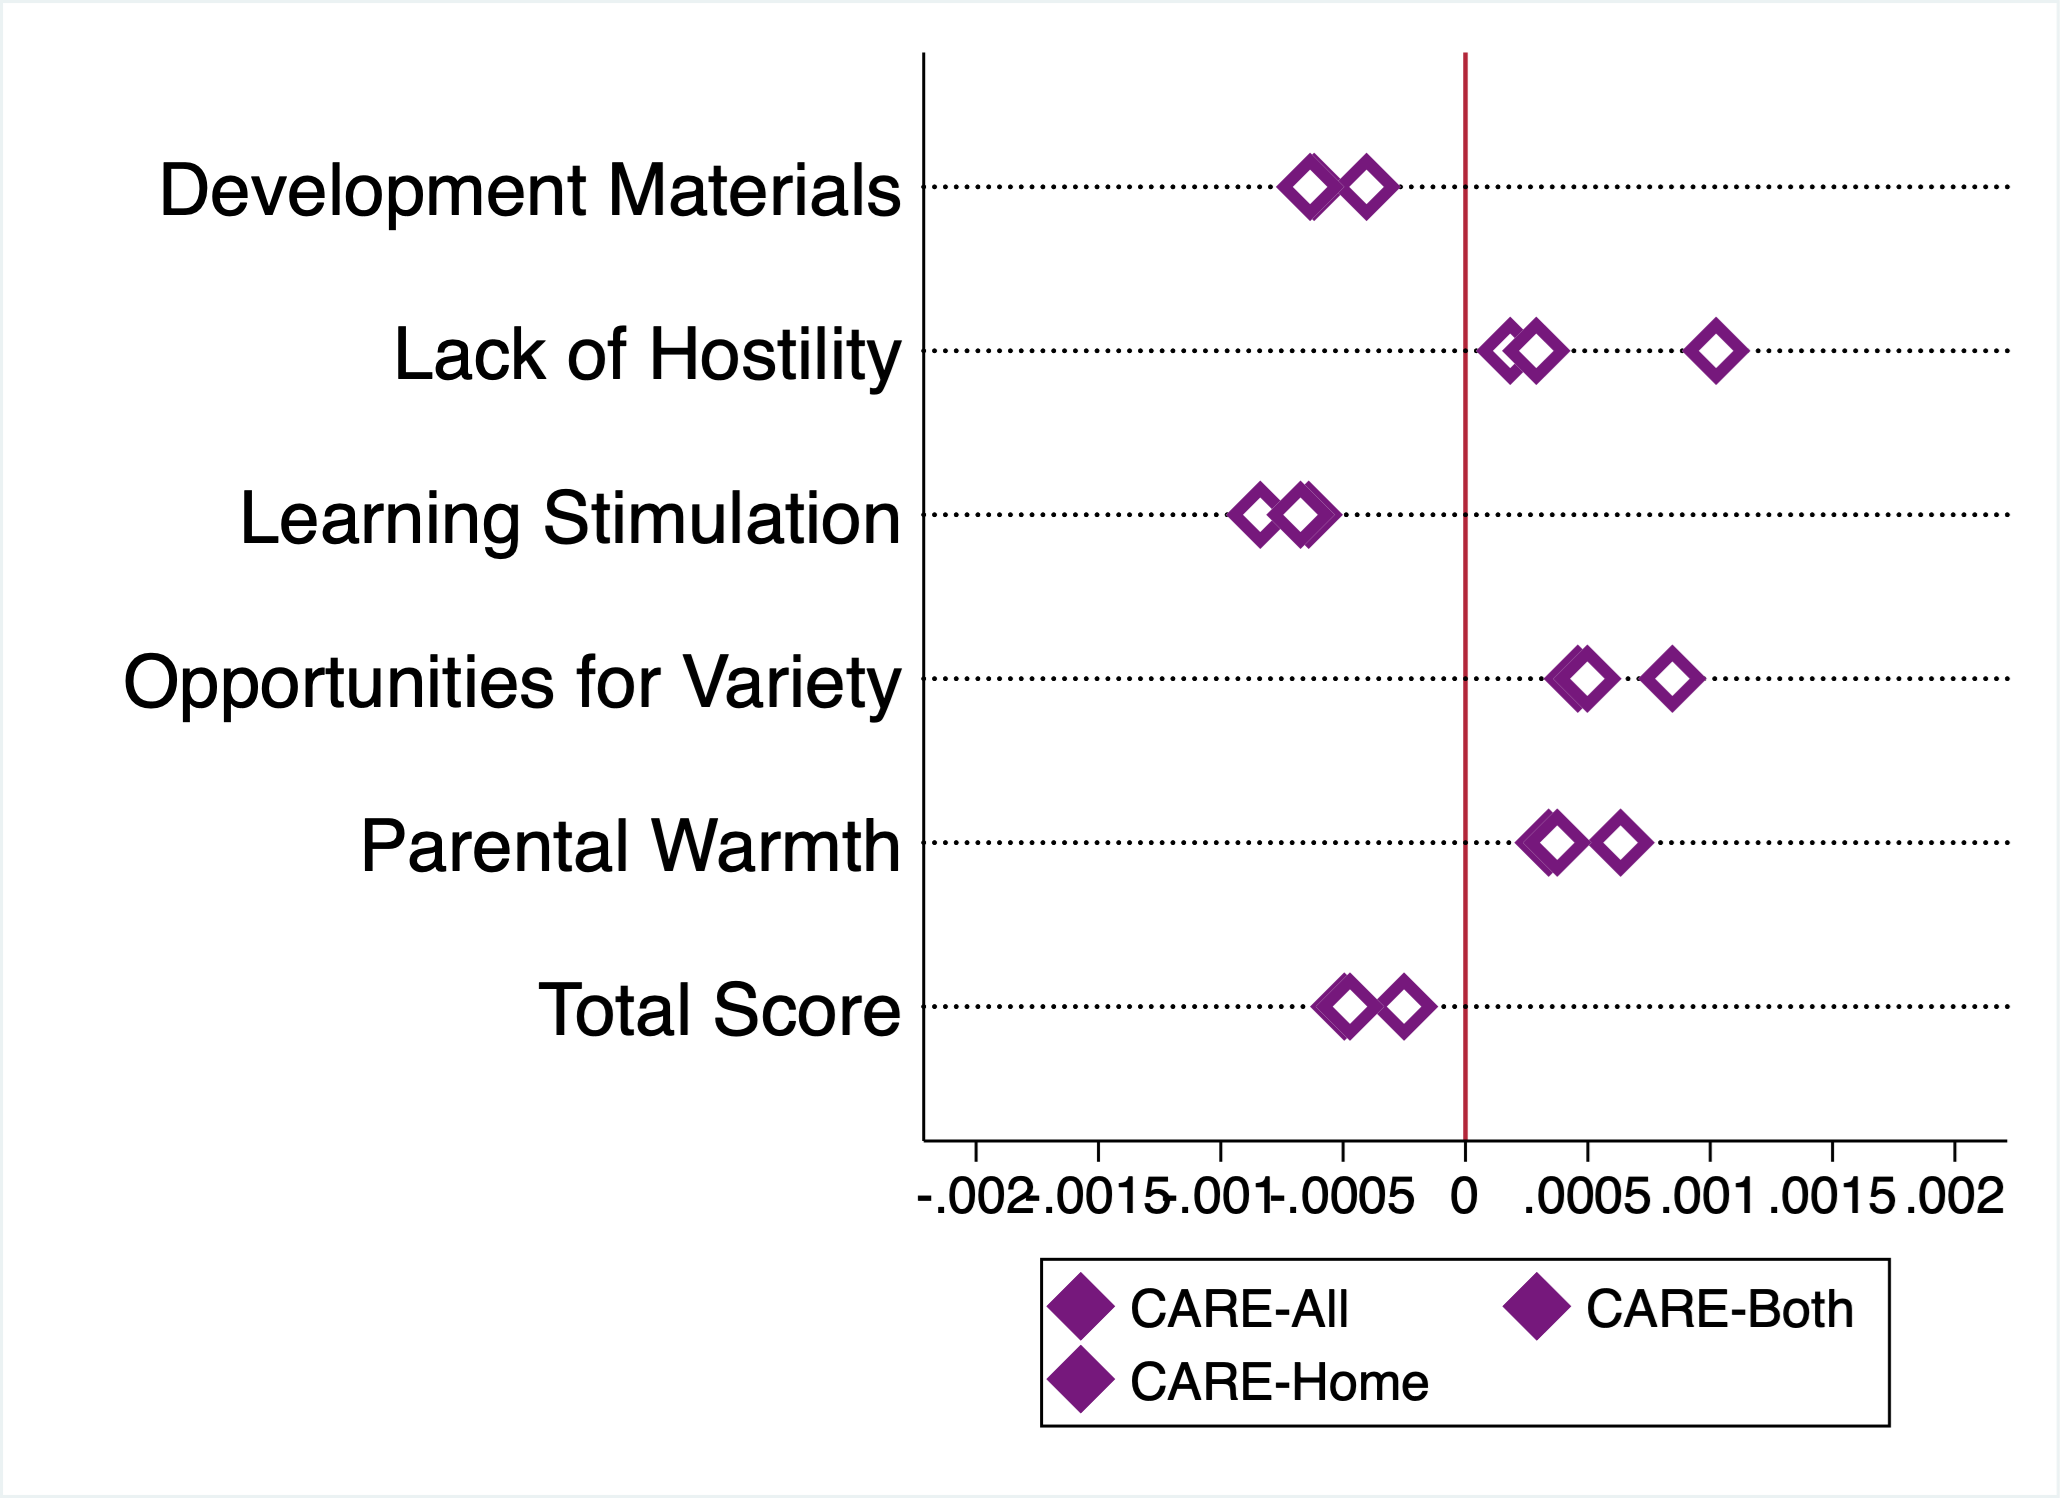 Development Materials
Lack of Hostility
Learning Stimulation
Opportunities for Variety
Parental Warmth
Total Score
-.002 -.0015 -.001 -.0005 0 .0005 .001 .0015 .002
CARE-All CARE-Both
CARE-Home